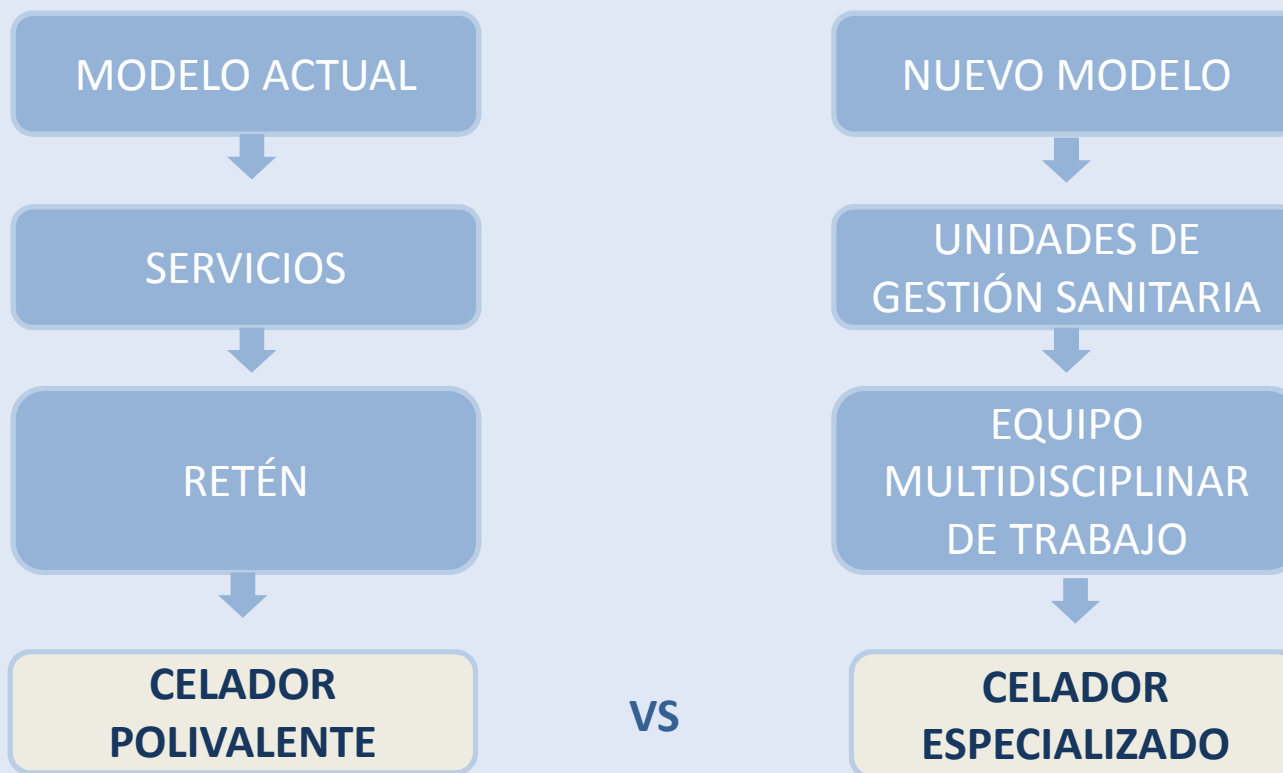 MODELO ACTUAL
SERVICIOS
RETÉN
CELADOR
POLIVALENTE
VS
NUEVO MODELO
UNIDADES DE
GESTIÓN SANITARIA
EQUIPO
MULTIDISCIPLINAR
DE TRABAJO
CELADOR
ESPECIALIZADO